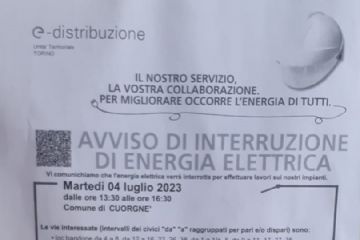 e-distribuzione
Unità Territoriale
TORINO
IL NOSTRO SERVIZIO,
LA VOSTRA COLLABORAZIONE.
PER MIGLIORARE OCCORRE L'ENERGIA DI TUTTI.
AVVISO DI INTERRUZIONE
DI ENERGIA ELETTRICA
Vi comunichiamo che l'energia elettrica verrà interrotta per effettuare lavori sui nostri impianti.
Martedì 04 luglio 2023
dalle ore 13:30 alle ore 16:30
Comune di CUORGNE'
Le vie interessate (intervalli dei civici "da" "a" raggruppati per pari e/o dispari) sono: